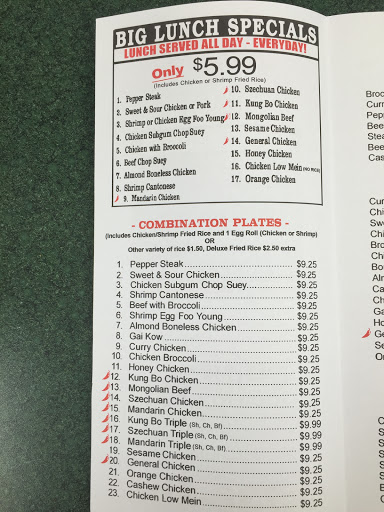 BIG LUNCH SPECIALS
LUNCH SERVED ALL DAY - EVERYDAY!
Only $5.99
(Includes Chicken or Shrimp Fried Rice)
1. Pepper Steak
2. Sweet & Sour Chicken or Pork
3. Shrimp or Chicken Egg Foo Young
4. Chicken Subgum Chop Suey
5. Chicken with Broccoli
6. Beef Chop Suey
7. Almond Boneless Chicken
8. Shrimp Cantonese
9. Mandarin Chicken
10. Szechuan Chicken
11. Kung Bo Chicken
12. Mongolian Beef
13. Sesame Chicken
14. General Chicken
15. Honey Chicken
16. Chicken Low Mein (NO RICE)
17. Orange Chicken
- COMBINATION PLATES -
(Includes Chicken/Shrimp Fried Rice and 1 Egg Roll (Chicken or Shrimp)
OR
Other variety of rice $1.50, Deluxe Fried Rice $2.50 extra
1. Pepper Steak $9.25
2. Sweet & Sour Chicken $9.25
3. Chicken Subgum Chop Suey $9.25
4. Shrimp Cantonese $9.25
5. Beef with Broccoli $9.25
6. Shrimp Egg Foo Young $9.25
7. Almond Boneless Chicken $9.25
8. Gai Kow $9.25
9. Curry Chicken $9.25
10. Chicken Broccoli $9.25
11. Honey Chicken $9.25
12. Kung Bo Chicken $9.25
13. Mongolian Beef $9.25
14. Szechuan Chicken $9.25
15. Mandarin Chicken $9.25
16. Kung Bo Triple (Sh, Ch, Bf) $9.99
17. Szechuan Triple (Sh, Ch, Bf) $9.99
18. Mandarin Triple (Sh, Ch, Bf) $9.99
19. Sesame Chicken $9.25
20. General Chicken $9.25
21. Orange Chicken $9.25
22. Cashew Chicken $9.25
23. Chicken Low Mein $9.25